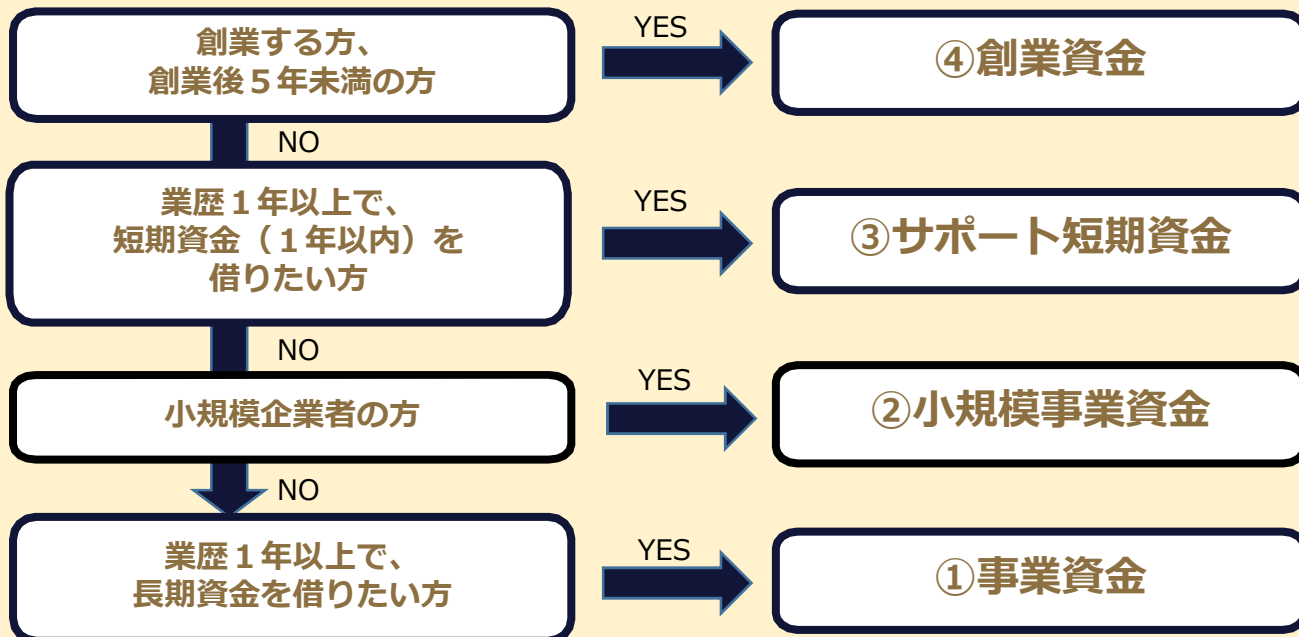 創業する方、
創業後５年未満の方
YES
④創業資金
NO
業歴１年以上で、
短期資金（１年以内）を
借りたい方
YES
③サポート短期資金
NO
小規模企業者の方
YES
②小規模事業資金
NO
業歴１年以上で、
長期資金を借りたい方
YES
①事業資金